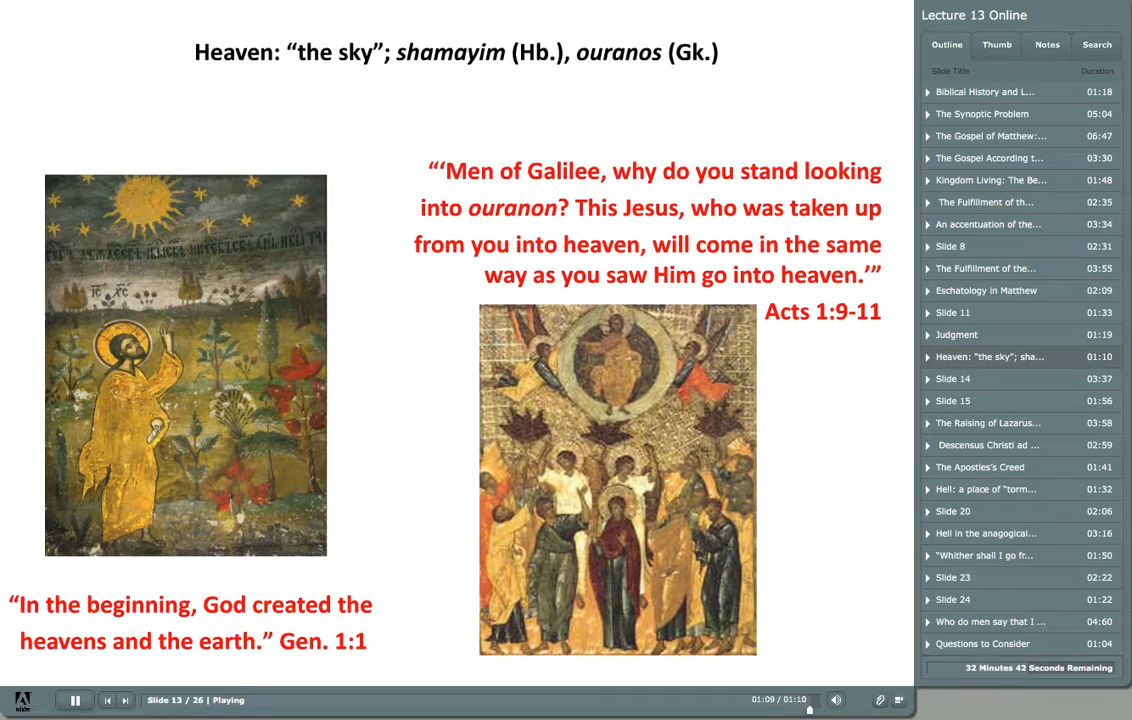 Heaven: “the sky”; shamayim (Hb.), ouranos (Gk.)
“‘Men of Galilee, why do you stand looking
into ouranon? This Jesus, who was taken up
from you into heaven, will come in the same
way as you saw Him go into heaven.’”
Acts 1:9-11
IC XC
“In the beginning, God created the
heavens and the earth.” Gen. 1:1
Lecture 13 Online
Outline Thumb Notes Search
Slide Title Duration
Biblical History and L... 01:18
The Synoptic Problem 05:04
The Gospel of Matthew:... 06:47
The Gospel According t... 03:30
Kingdom Living: The Be... 01:48
The Fulfillment of th... 02:35
An accentuation of the... 03:34
Slide 8 02:31
The Fulfillment of the... 03:55
Eschatology in Matthew 02:09
Slide 11 01:33
Judgment 01:19
Heaven: “the sky”; sha... 01:10
Slide 14 03:37
Slide 15 01:56
The Raising of Lazarus... 03:58
Descensus Christi ad ... 02:59
The Apostles’s Creed 01:41
Hell: a place of “torm... 01:32
Slide 20 02:06
Hell in the anagogical... 03:16
“Whither shall I go fr... 01:50
Slide 23 02:22
Slide 24 01:22
Who do men say that I ... 04:60
Questions to Consider 01:04
32 Minutes 42 Seconds Remaining
Adobe
Slide 13 / 26 | Playing
01:09 / 01:10